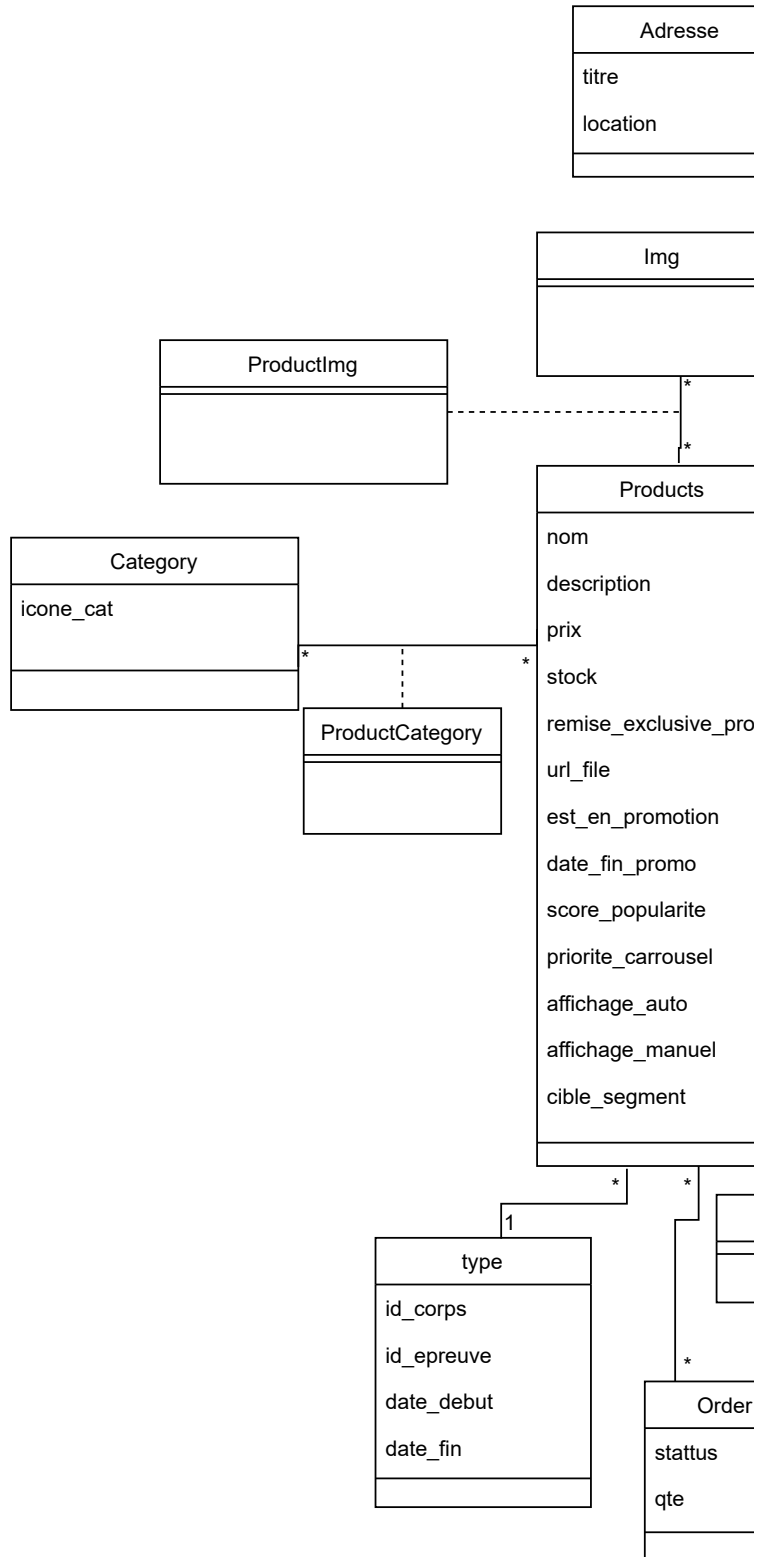 Adresse
titre
location
Img
ProductImg
*
*
Products
nom
description
prix
stock
remise_exclusive_pro
url_file
est_en_promotion
date_fin_promo
score_popularite
priorite_carrousel
affichage_auto
affichage_manuel
cible_segment
Category
icone_cat
*
*
ProductCategory
*
*
1
type
id_corps
id_epreuve
date_debut
date_fin
*
Order
stattus
qte